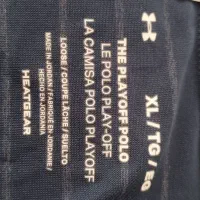 XL / TG / EG
THE PLAYOFF POLO
LE POLO PLAY-OFF
LA CAMISA POLO PLAYOFF
LOOSE / COUPE LÂCHE / SUELTO
MADE IN JORDAN / FABRIQUÉ EN JORDANIE /
HECHO EN JORDANIA
HEATGEAR